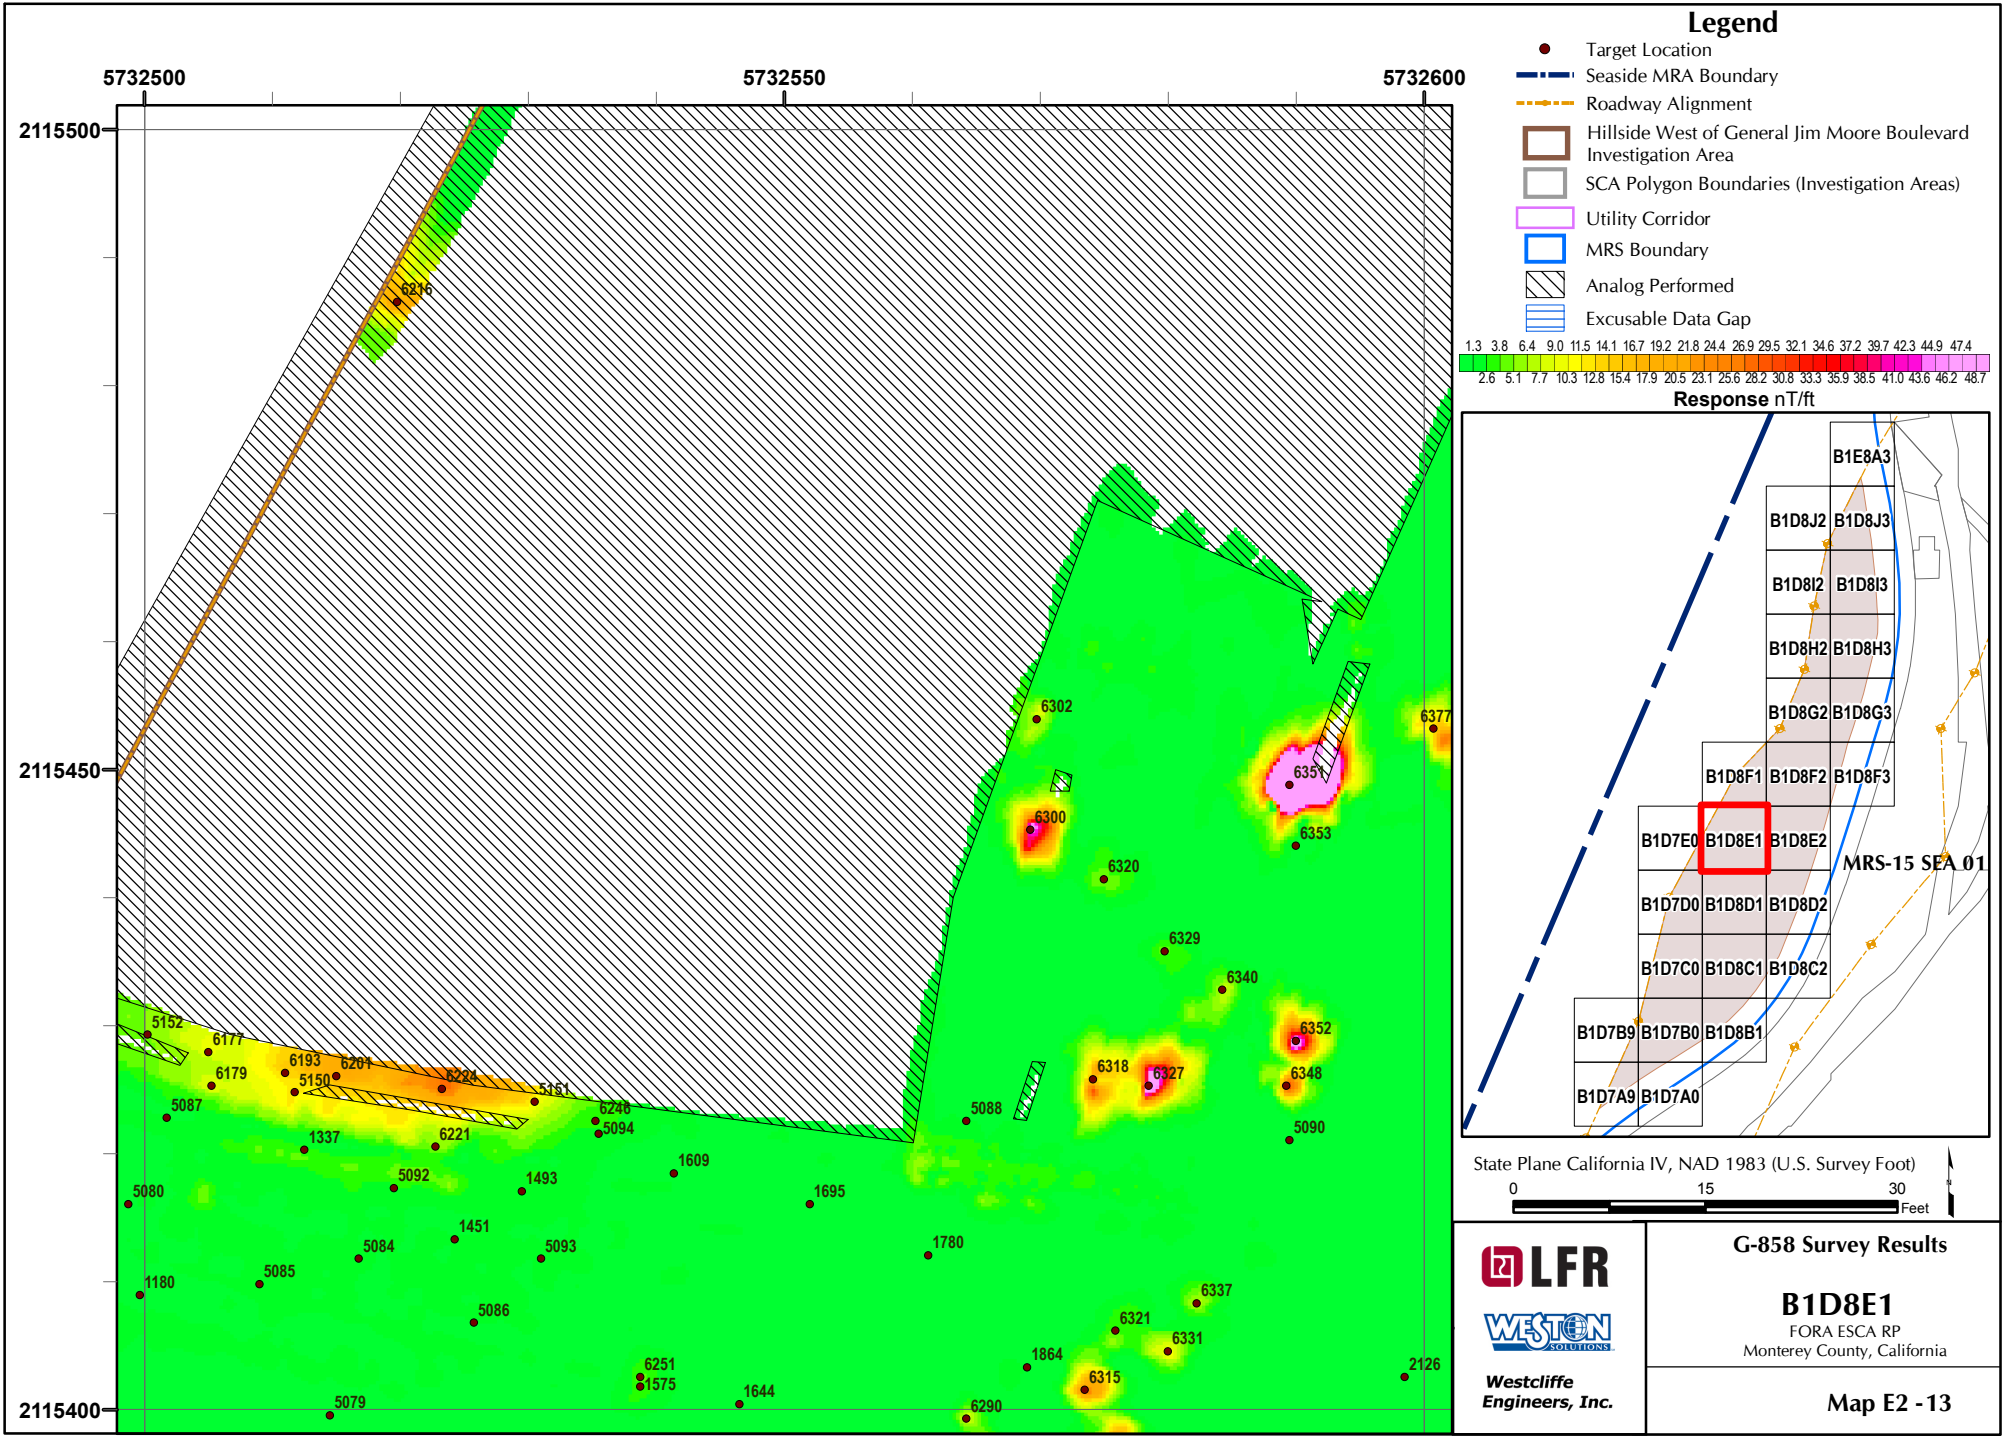 Legend
Target Location
Seaside MRA Boundary
Roadway Alignment
Hillside West of General Jim Moore Boulevard
Investigation Area
SCA Polygon Boundaries (Investigation Areas)
Utility Corridor
MRS Boundary
Analog Performed
Excusable Data Gap
1.3 3.8 6.4 9.0 11.5 14.1 16.7 19.2 21.8 24.4 26.9 29.5 32.1 34.6 37.2 39.7 42.3 44.9 47.4
2.6 5.1 7.7 10.3 12.8 15.4 17.9 20.5 23.1 25.6 28.2 30.8 33.3 35.9 38.5 41.0 43.6 46.2 48.7
Response nT/ft
5732500 5732550 5732600
2115500
6216
6302
6377
2115450
6351
6300
6353
6320
6329
6340
5152
6177
6352
6193 6201
6224
6318
6327
6348
6179
5150
5151
5087
6246
5094
5088
5090
1337
6221
1609
5092
1493
5080
1695
1451
5084
5093
1780
5085
1180
6337
5086
6321
6331
1864
6251
1575
6315
2126
1644
6290
5079
2115400
B1E8A3
B1D8J2 B1D8J3
B1D8I2 B1D8I3
B1D8H2 B1D8H3
B1D8G2 B1D8G3
B1D8F1 B1D8F2 B1D8F3
B1D7E0 B1D8E1 B1D8E2
MRS-15 SEA 01
B1D7D0 B1D8D1 B1D8D2
B1D7C0 B1D8C1 B1D8C2
B1D7B9 B1D7B0 B1D8B1
B1D7A9 B1D7A0
State Plane California IV, NAD 1983 (U.S. Survey Foot)
N
0 15 30
Feet
LFR
WESTON
SOLUTIONS
Westcliffe
Engineers, Inc.
G-858 Survey Results
B1D8E1
FORA ESCA RP
Monterey County, California
Map E2 -13